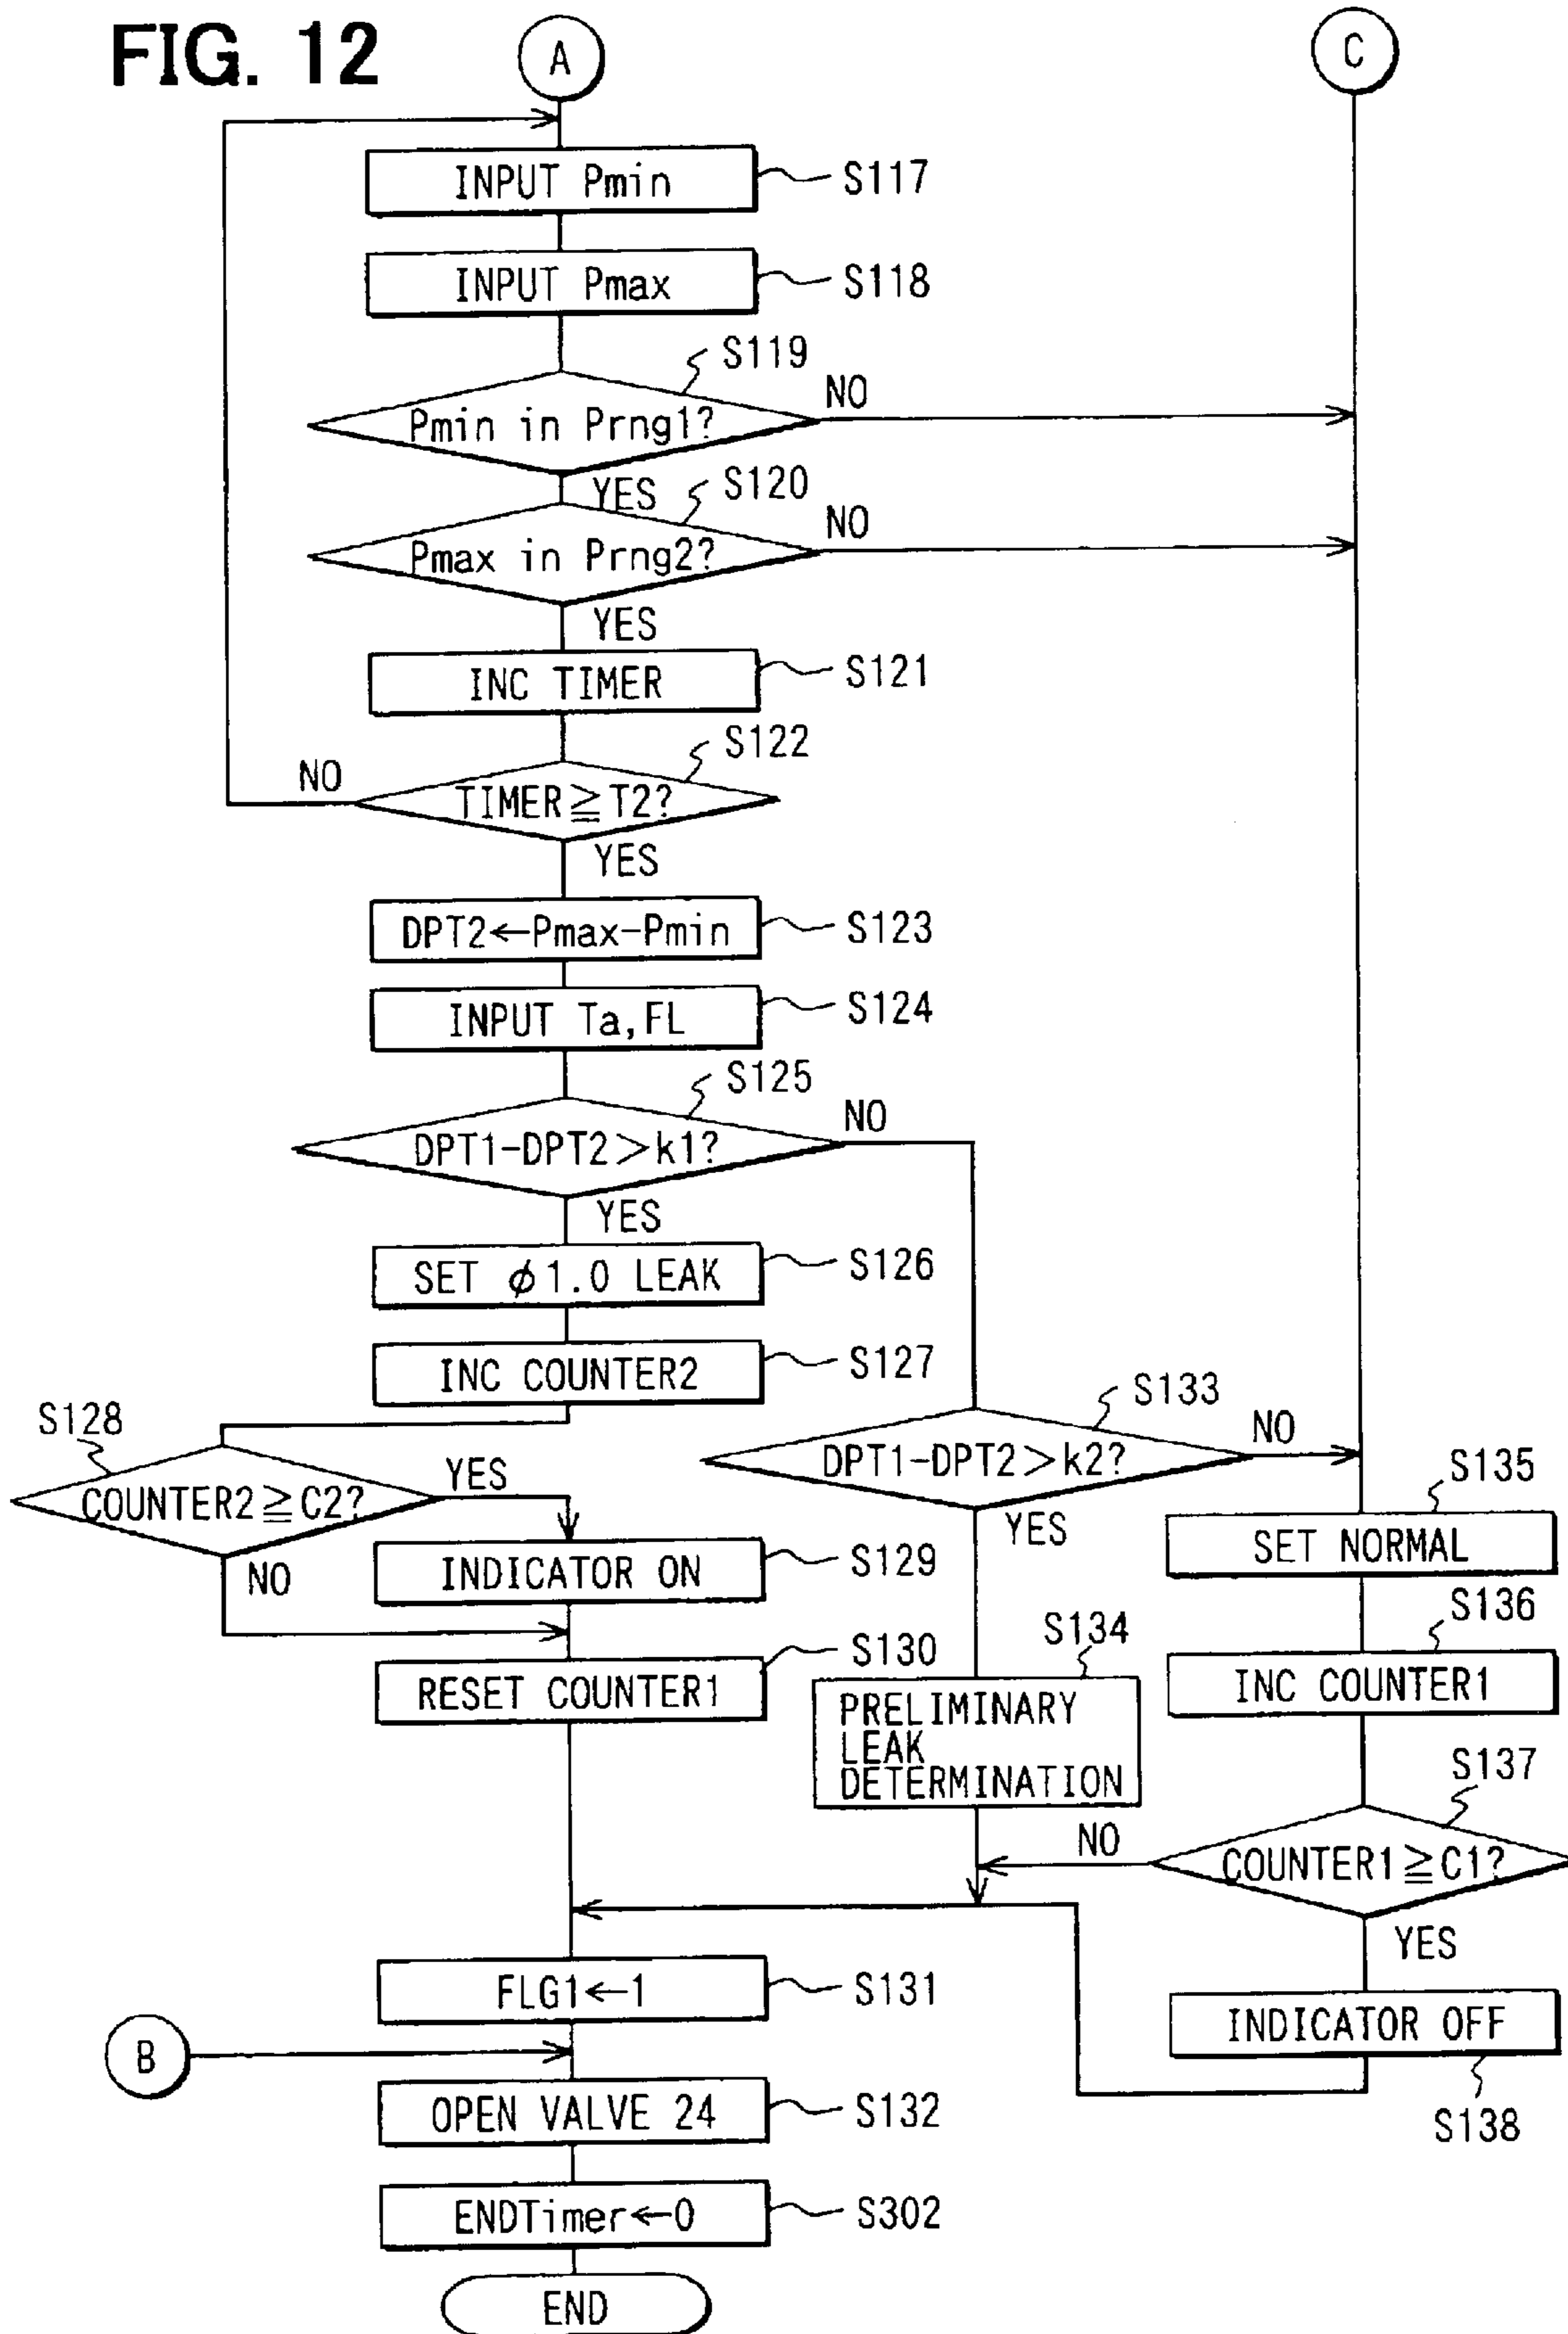 FIG. 12
A
C
INPUT Pmin
S117
INPUT Pmax
S118
S119
Pmin in Prng1?
NO
YES
S120
Pmax in Prng2?
NO
YES
INC TIMER
S121
S122
NO
TIMER≧T2?
YES
DPT2←Pmax-Pmin
S123
INPUT Ta,FL
S124
S125
DPT1-DPT2>k1?
NO
YES
SET ϕ1.0 LEAK
S126
INC COUNTER2
S127
S128
COUNTER2≧C2?
YES
NO
INDICATOR ON
S129
RESET COUNTER1
S130
S133
DPT1-DPT2>k2?
NO
YES
S134
PRELIMINARY
LEAK
DETERMINATION
S135
SET NORMAL
S136
INC COUNTER1
S137
COUNTER1≧C1?
NO
YES
INDICATOR OFF
S138
FLG1←1
S131
B
OPEN VALVE 24
S132
ENDTimer←0
S302
END